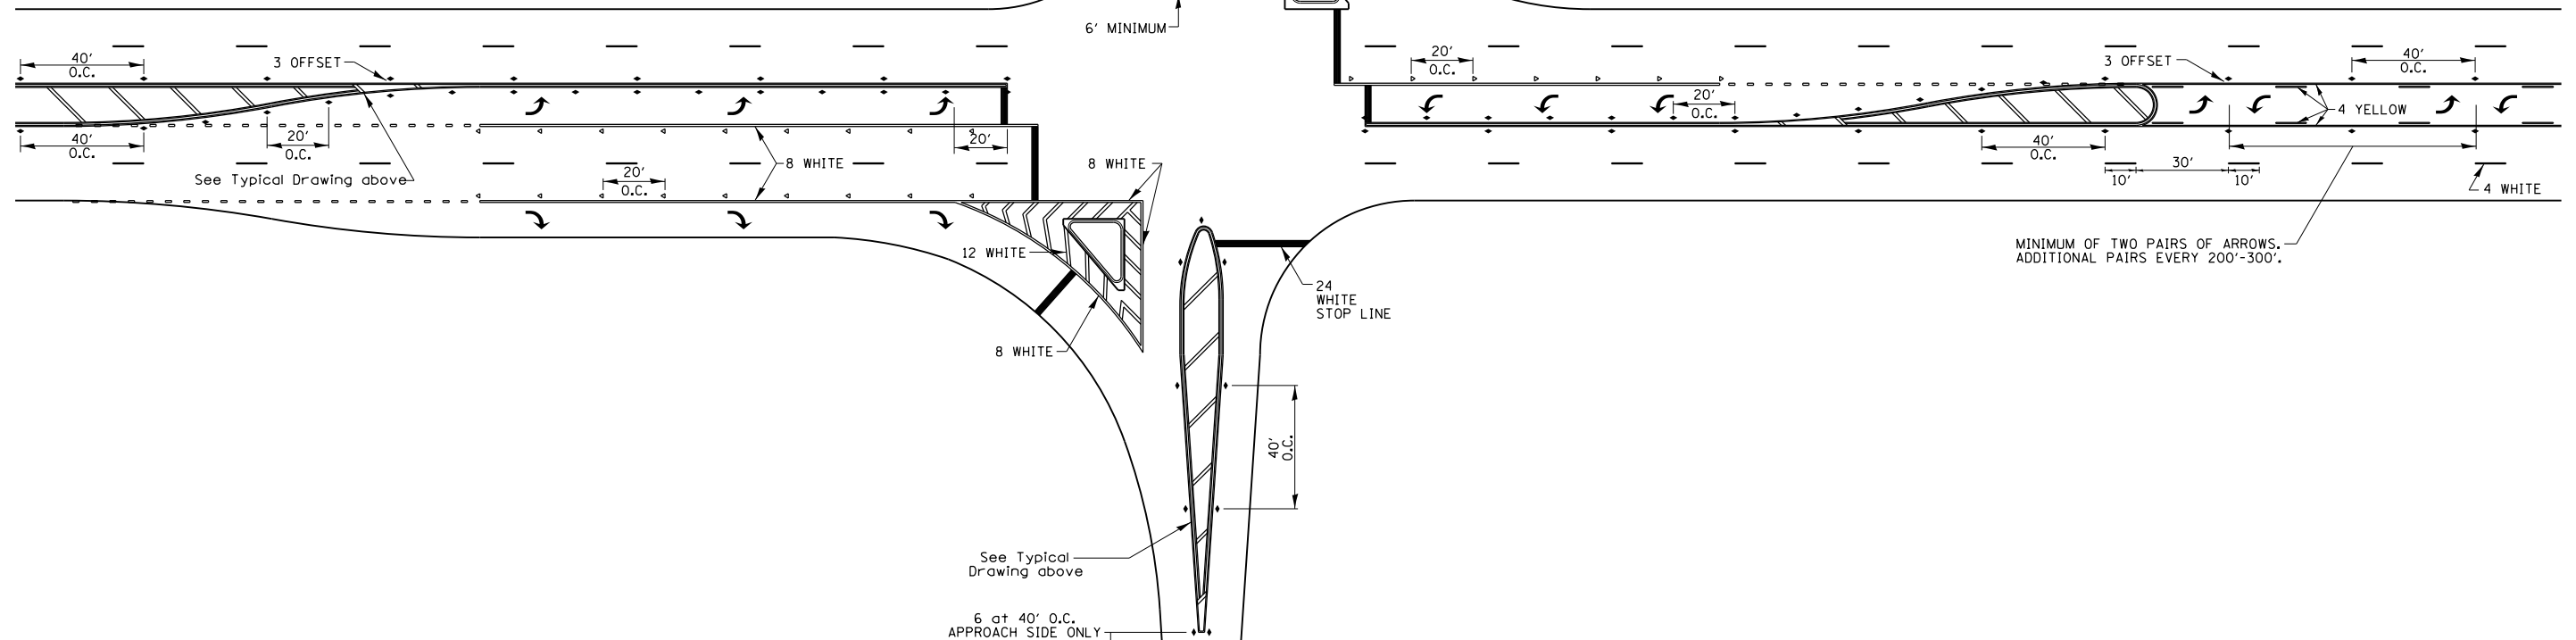 6' MINIMUM
40'
O.C.
3 OFFSET
20'
O.C.
3 OFFSET
40'
O.C.
20'
O.C.
4 YELLOW
40'
O.C.
20'
O.C.
20'
8 WHITE
8 WHITE
40'
O.C.
30'
10'
10'
See Typical Drawing above
20'
O.C.
4 WHITE
12 WHITE
MINIMUM OF TWO PAIRS OF ARROWS.
ADDITIONAL PAIRS EVERY 200'-300'.
24
WHITE
STOP LINE
8 WHITE
40'
O.C.
See Typical
Drawing above
6 at 40' O.C.
APPROACH SIDE ONLY